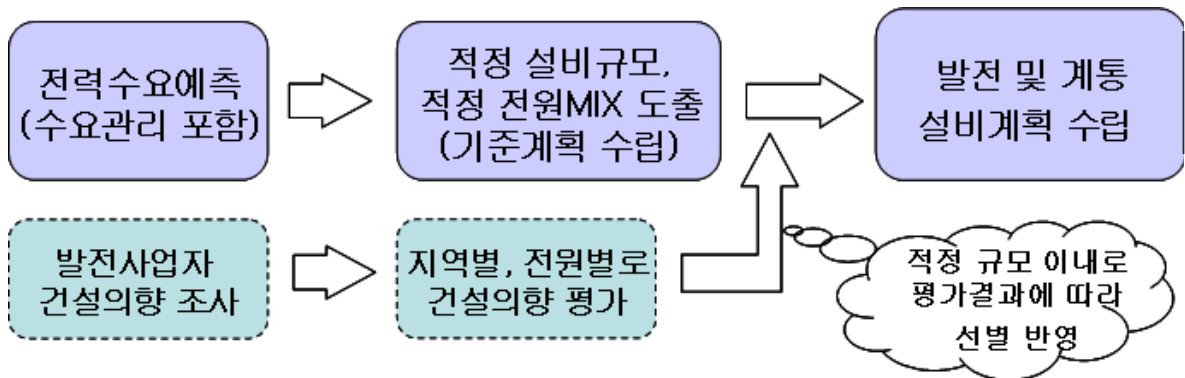 전력수요예측
(수요관리 포함)
적정 설비규모,
적정 전원MIX 도출
(기준계획 수립)
발전 및 계통
설비계획 수립
발전사업자
건설의향 조사
지역별, 전원별로
건설의향 평가
적정 규모 이내로
평가결과에 따라
선별 반영